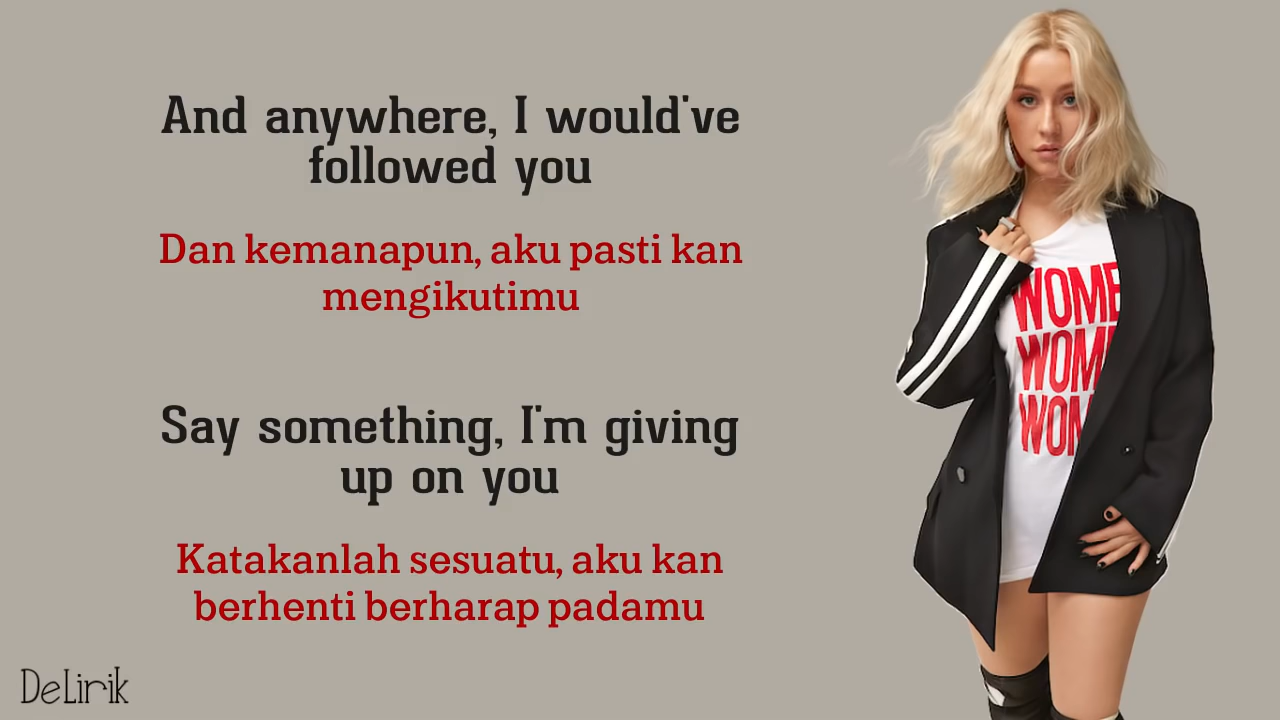 And anywhere, I would've
followed you
Dan kemanapun, aku pasti kan
mengikutimu
Say something, I'm giving
up on you
Katakanlah sesuatu, aku kan
berhenti berharap padamu
WOME
WOM
WOM
DeLirik